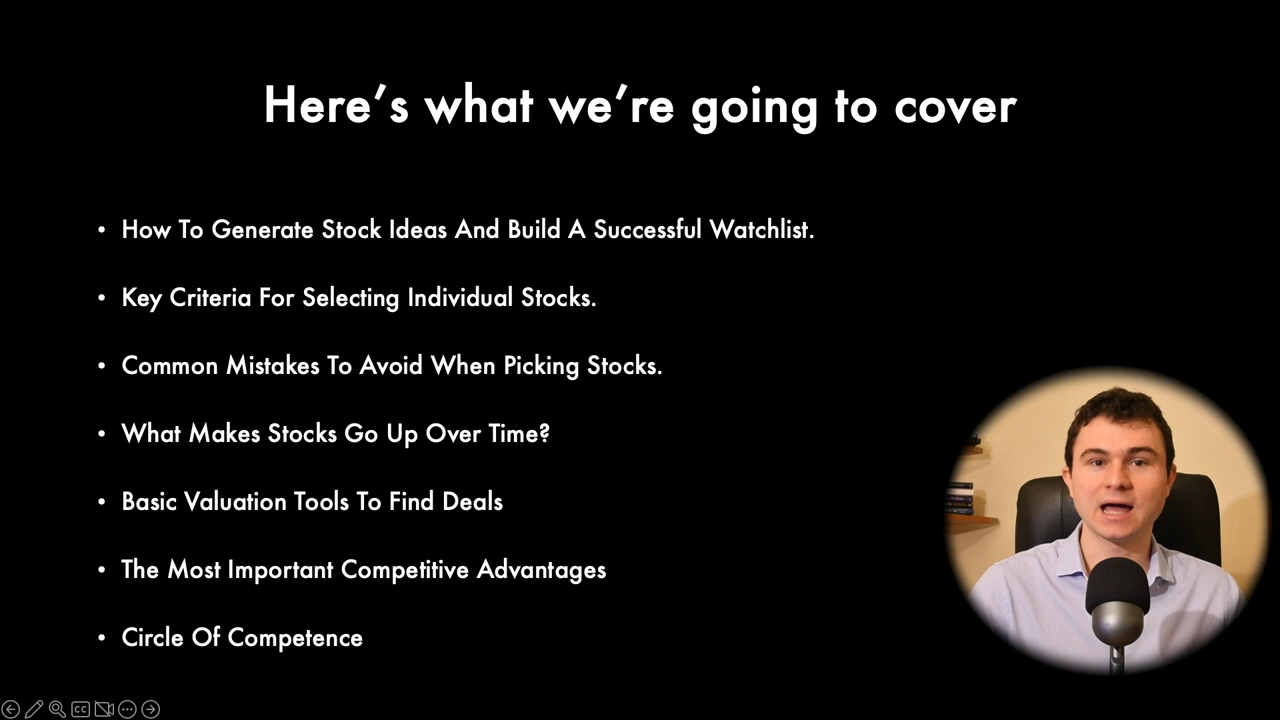 Here's what we're going to cover
• How To Generate Stock Ideas And Build A Successful Watchlist.
• Key Criteria For Selecting Individual Stocks.
• Common Mistakes To Avoid When Picking Stocks.
• What Makes Stocks Go Up Over Time?
• Basic Valuation Tools To Find Deals
• The Most Important Competitive Advantages
• Circle Of Competence
CC